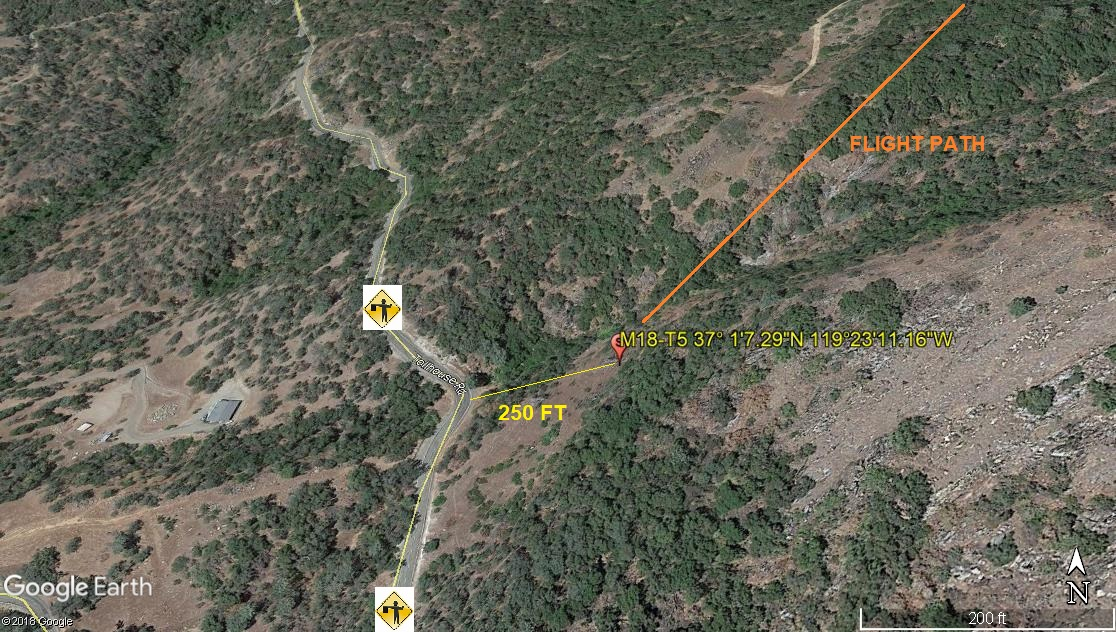 FLIGHT PATH
M18-T5 37° 1'7.29"N 119°23'11.16"W
Tollhouse Rd
250 FT
Google Earth
N
©2018 Google
200 ft